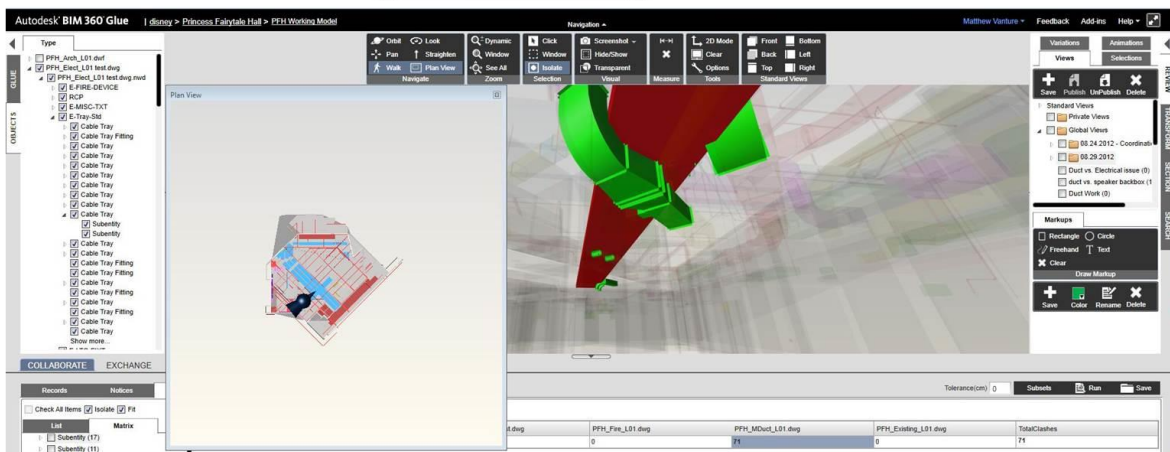 Autodesk® BIM 360® Glue | disney > Princess Fairytale Hall > PFH Working Model
Navigation
Matthew Vanture Feedback Add-ins Help
GLUE
OBJECTS
Type
PFH_Arch_L01 dwf
PFH_Elect_L01 test.dwg
PFH_Elect_L01 test.dwg.nwd
E-FIRE-DEVICE
RCP
E-MISC-TXT
E-Tray-Std
Cable Tray
Cable Tray Fitting
Cable Tray
Cable Tray
Cable Tray
Cable Tray
Cable Tray
Cable Tray
Cable Tray
Cable Tray
Subentity
Subentity
Cable Tray
Cable Tray
Cable Tray Fitting
Cable Tray Fitting
Cable Tray
Cable Tray Fitting
Cable Tray
Cable Tray Fitting
Cable Tray
Cable Tray
Show more...
Orbit Look
Pan Straighten
Walk Plan View
Navigate
Dynamic
Window
See All
Zoom
Click
Window
Isolate
Selection
Screenshot
Hide/Show
Transparent
Visual
Measure
2D Mode
Clear
Options
Tools
Front Bottom
Back Left
Top Right
Standard Views
Plan View
Variations Animations
Views Selections
Save Publish UnPublish Delete
Standard Views
Private Views
Global Views
08.24.2012 - Coordinati
08.29.2012
Duct vs. Electrical issue (0)
duct vs. speaker backbox (1
Duct Work (0)
Markups
Rectangle Circle
Freehand Text
Clear
Draw Markup
Save Color Rename Delete
REVIEW
TRANSFORM
SECTION
SEARCH
COLLABORATE EXCHANGE
Records Notices
Tolerance(cm) 0 Subsets Run Save
Check All Items Isolate Fit
List Matrix
Subentity (17)
Subentity (11)
st.dwg PFH_Fire_L01.dwg PFH_MDuct_L01.dwg PFH_Existing_L01.dwg TotalClashes
0 71 0 71